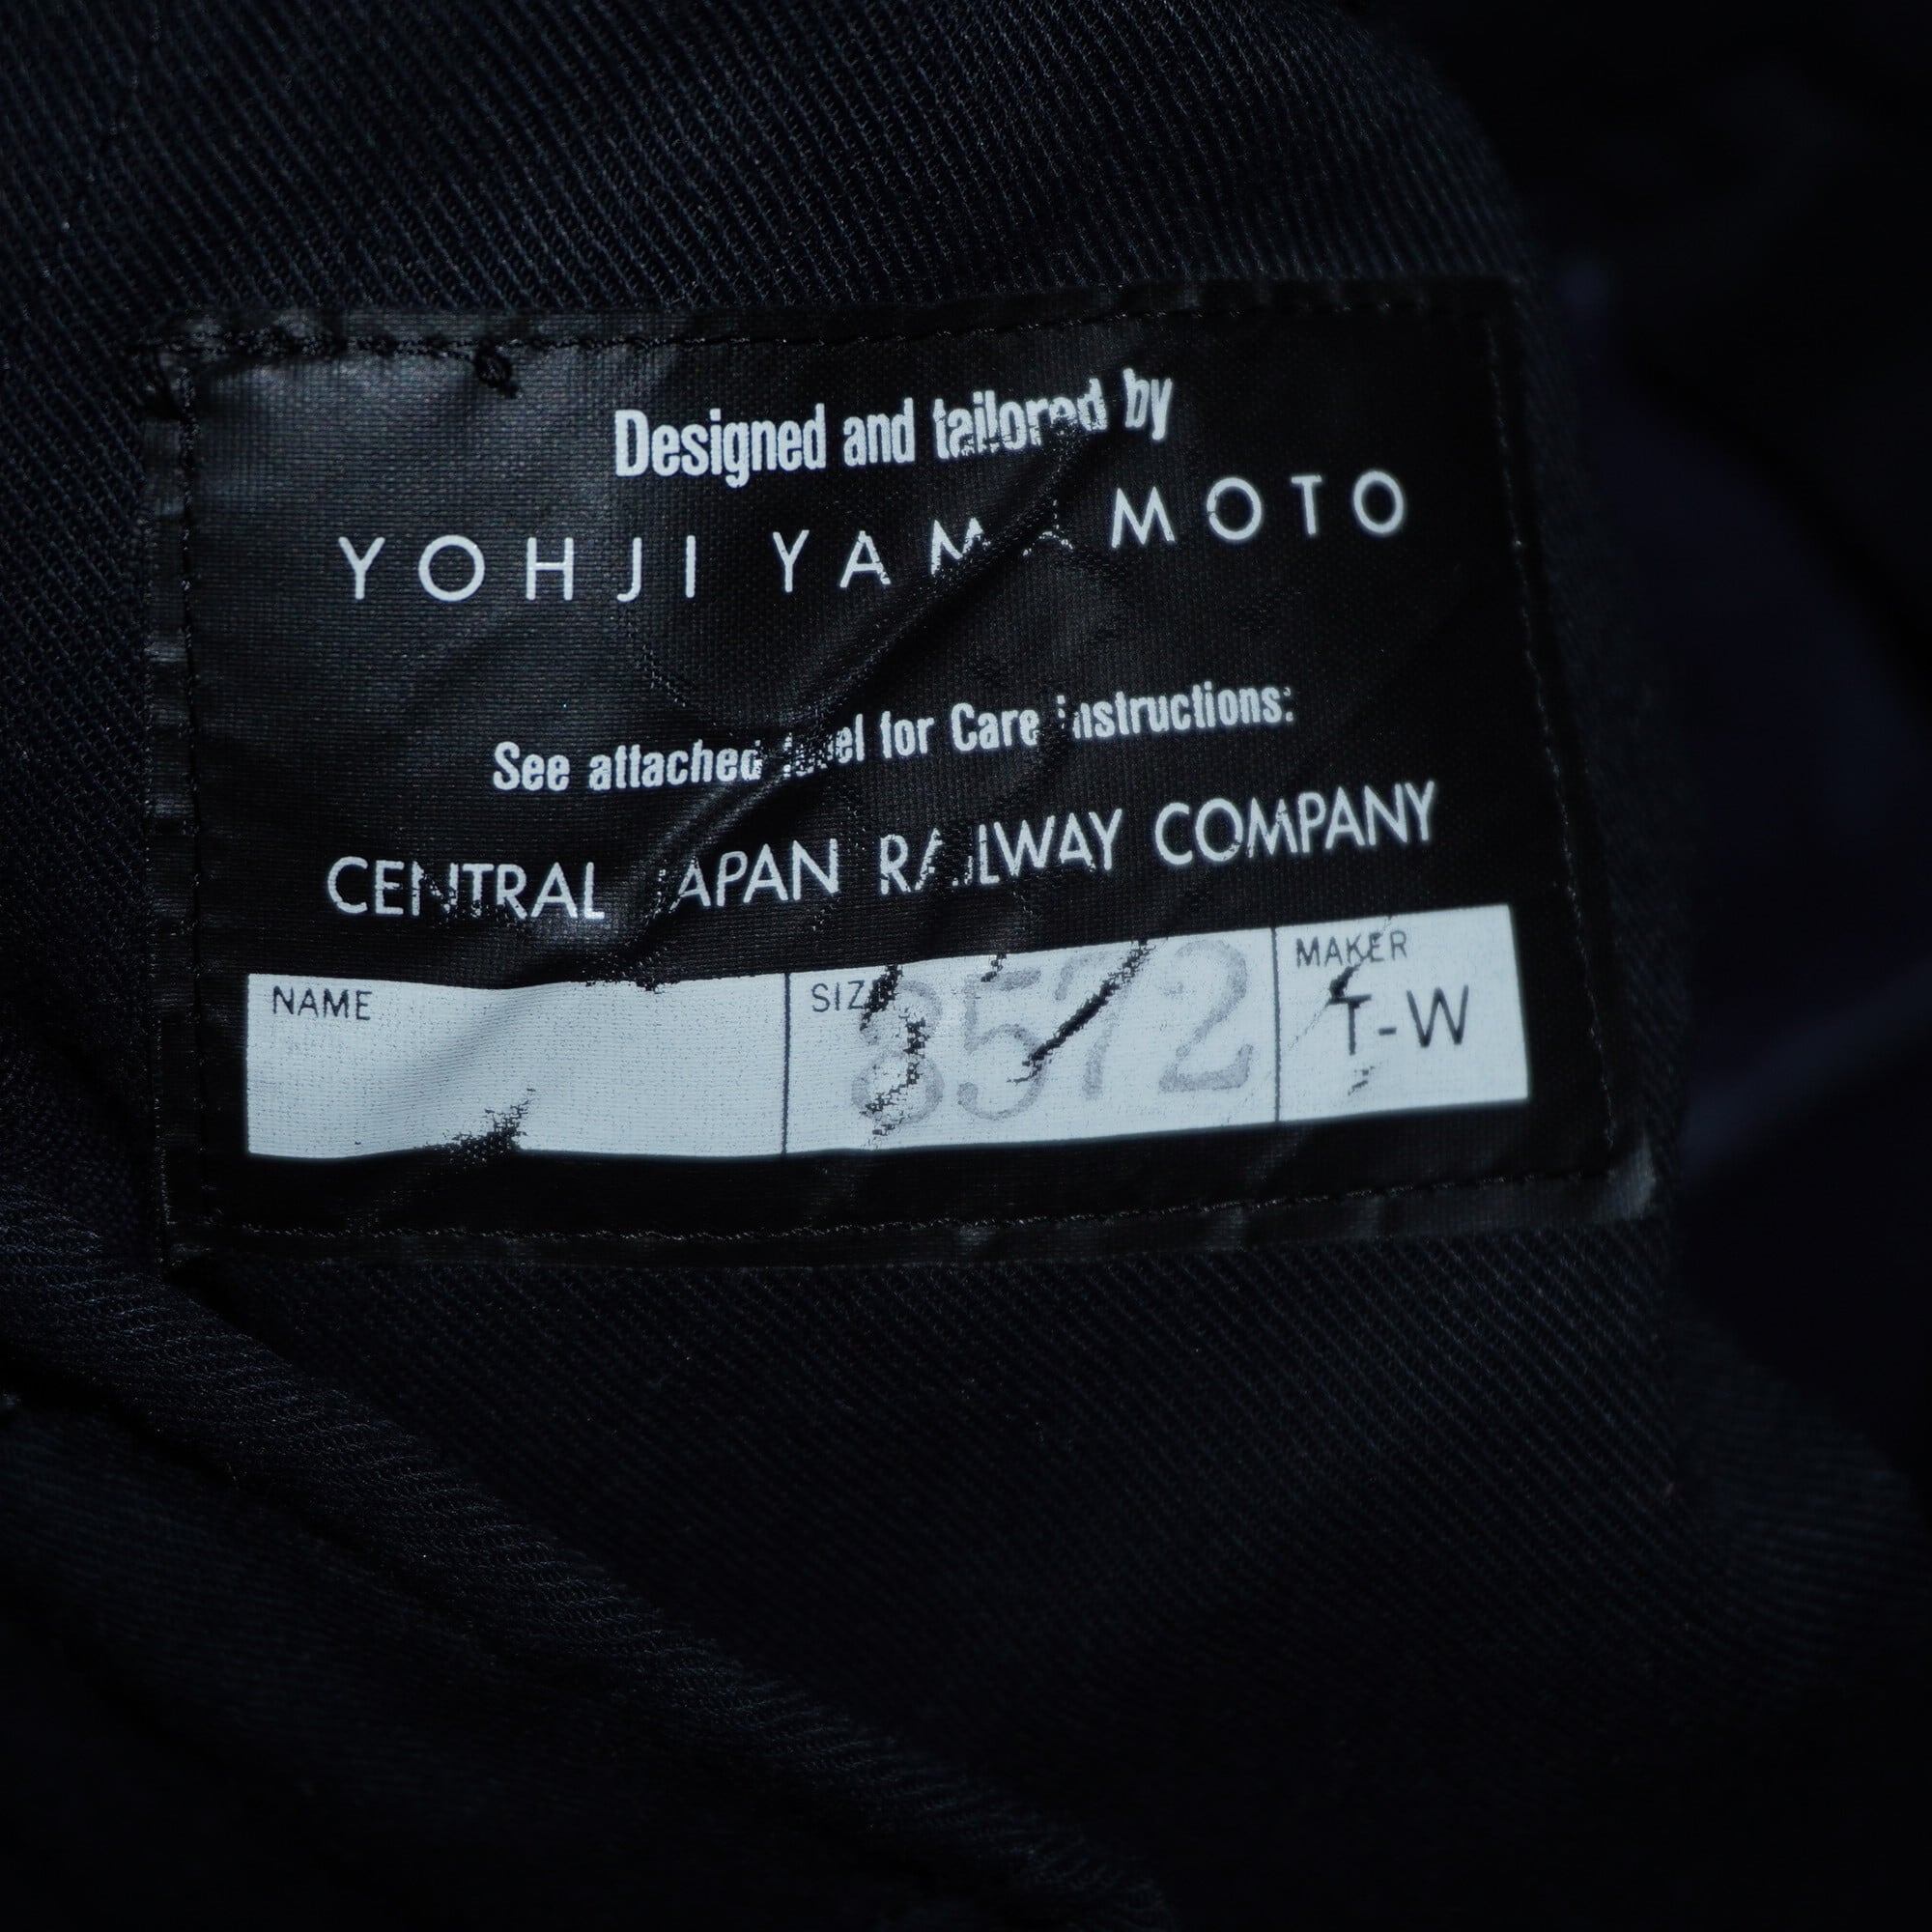 Designed and tailored by
YOHJI YAMAMOTO
See attached label for Care instructions:
CENTRAL JAPAN RAILWAY COMPANY
NAME SIZE 8572 MAKER
T-W